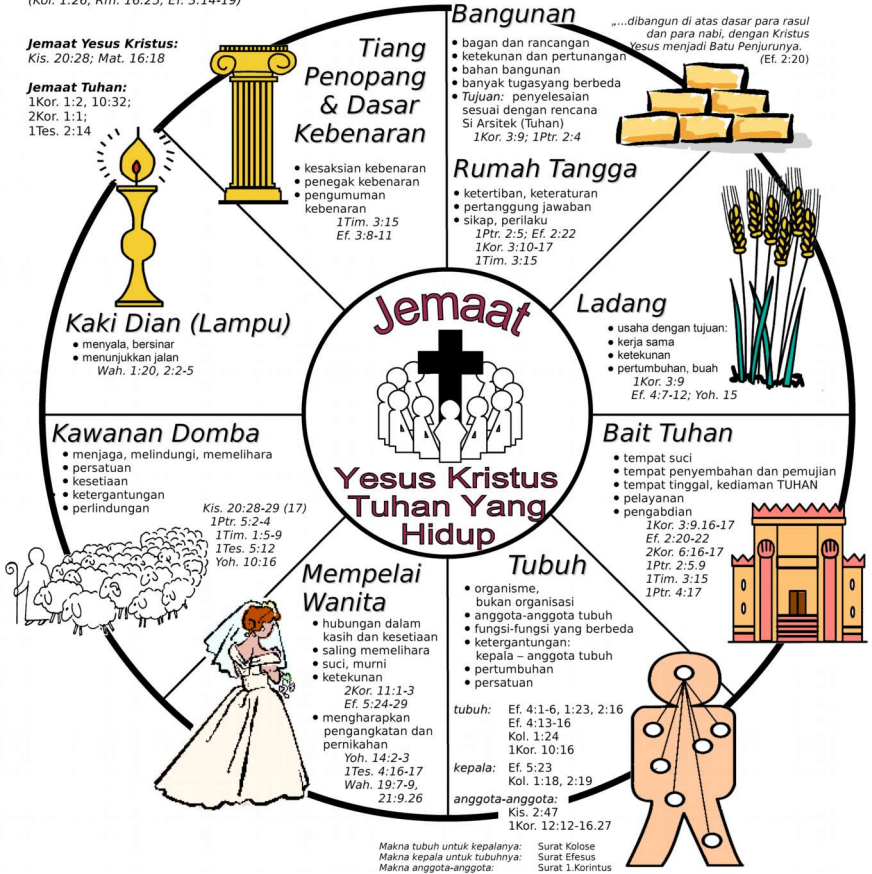 (Kol. 1:26, Rm. 16:25, Ef. 3:14-19)
Jemaat Yesus Kristus:
Kis. 20:28; Mat. 16:18
Jemaat Tuhan:
1Kor. 1:2, 10:32;
2Kor. 1:1;
1Tes. 2:14
Tiang
Penopang
& Dasar
Kebenaran
• kesaksian kebenaran
• penegak kebenaran
• pengumuman
kebenaran
1Tim. 3:15
Ef. 3:8-11
Bangunan
• bagan dan rancangan
• ketekunan dan pertunangan
• bahan bangunan
• banyak tugasyang berbeda
• Tujuan: penyelesaian
sesuai dengan rencana
Si Arsitek (Tuhan)
1Kor. 3:9; 1Ptr. 2:4
„...dibangun di atas dasar para rasul
dan para nabi, dengan Kristus
Yesus menjadi Batu Penjurunya.
(Ef. 2:20)
Rumah Tangga
• ketertiban, keteraturan
• pertanggung jawaban
• sikap, perilaku
1Ptr. 2:5; Ef. 2:22
1Kor. 3:10-17
1Tim. 3:15
Ladang
• usaha dengan tujuan:
• kerja sama
• ketekunan
• pertumbuhan, buah
1Kor. 3:9
Ef. 4:7-12; Yoh. 15
Kaki Dian (Lampu)
• menyala, bersinar
• menunjukkan jalan
Wah. 1:20, 2:2-5
Jemaat
Yesus Kristus
Tuhan Yang
Hidup
Kawanan Domba
• menjaga, melindungi, memelihara
• persatuan
• kesetiaan
• ketergantungan
• perlindungan
Kis. 20:28-29 (17)
1Ptr. 5:2-4
1Tim. 1:5-9
1Tes. 5:12
Yoh. 10:16
Bait Tuhan
• tempat suci
• tempat penyembahan dan pemujian
• tempat tinggal, kediaman TUHAN
• pelayanan
• pengabdian
1Kor. 3:9.16-17
Ef. 2:20-22
2Kor. 6:16-17
1Ptr. 2:5.9
1Tim. 3:15
1Ptr. 4:17
Mempelai
Wanita
• hubungan dalam
kasih dan kesetiaan
• saling memelihara
• suci, murni
• ketekunan
2Kor. 11:1-3
Ef. 5:24-29
• mengharapkan
pengangkatan dan
pernikahan
Yoh. 14:2-3
1Tes. 4:16-17
Wah. 19:7-9,
21:9.26
Tubuh
• organisme,
bukan organisasi
• anggota-anggota tubuh
• fungsi-fungsi yang berbeda
• ketergantungan:
kepala – anggota tubuh
• pertumbuhan
• persatuan
tubuh: Ef. 4:1-6, 1:23, 2:16
Ef. 4:13-16
Kol. 1:24
1Kor. 10:16
kepala: Ef. 5:23
Kol. 1:18, 2:19
anggota-anggota:
Kis. 2:47
1Kor. 12:12-16.27
Makna tubuh untuk kepalanya: Surat Kolose
Makna kepala untuk tubuhnya: Surat Efesus
Makna anggota-anggota: Surat 1.Korintus